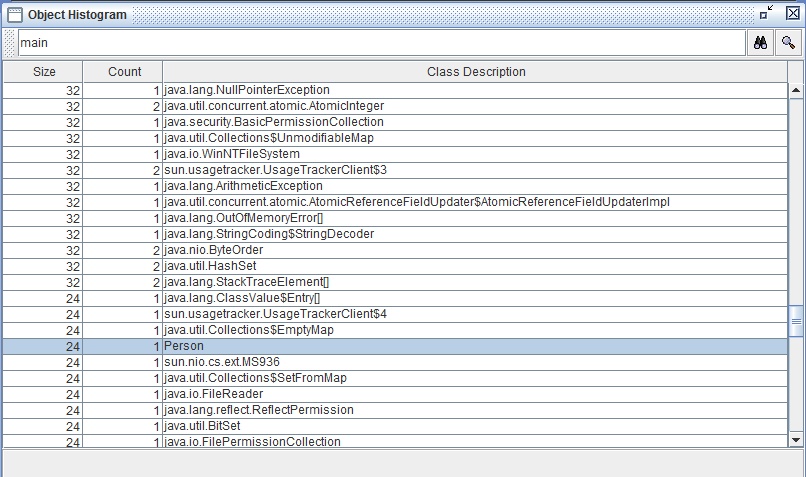 Object Histogram
main
Size Count Class Description
32 1 java.lang.NullPointerException
32 2 java.util.concurrent.atomic.AtomicInteger
32 1 java.security.BasicPermissionCollection
32 1 java.util.Collections$UnmodifiableMap
32 1 java.io.WinNTFileSystem
32 2 sun.usagetracker.UsageTrackerClient$3
32 1 java.lang.ArithmeticException
32 1 java.util.concurrent.atomic.AtomicReferenceFieldUpdater$AtomicReferenceFieldUpdaterImpl
32 1 java.lang.OutOfMemoryError[]
32 1 java.lang.StringCoding$StringDecoder
32 2 java.nio.ByteOrder
32 2 java.util.HashSet
32 2 java.lang.StackTraceElement[]
24 1 java.lang.ClassValue$Entry[]
24 1 sun.usagetracker.UsageTrackerClient$4
24 1 java.util.Collections$EmptyMap
24 1 Person
24 1 sun.nio.cs.ext.MS936
24 1 java.util.Collections$SetFromMap
24 1 java.io.FileReader
24 1 java.lang.reflect.ReflectPermission
24 1 java.util.BitSet
24 1 java.io.FilePermissionCollection